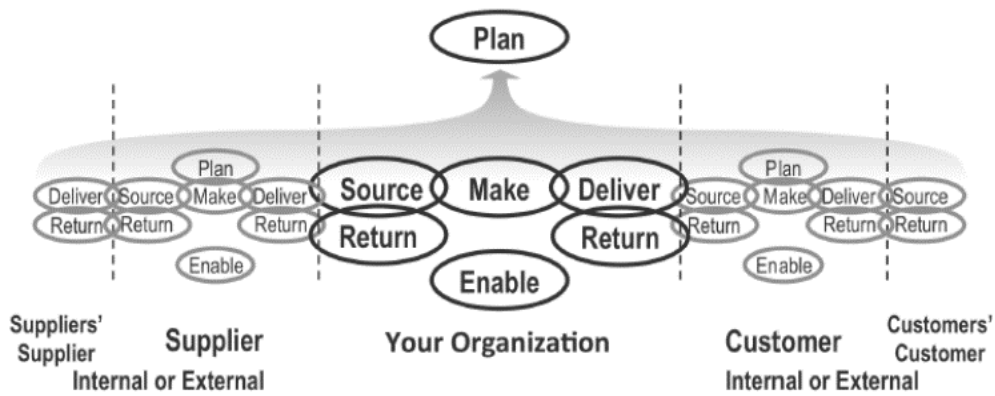 Plan
Plan Plan
Deliver Source Make Deliver Source Make Deliver Source Make Deliver Source
Return Return Return Return Return Return Return Return
Enable Enable Enable
Suppliers’ Supplier
Supplier
Internal or External
Your Organization
Customer
Internal or External
Customers’ Customer